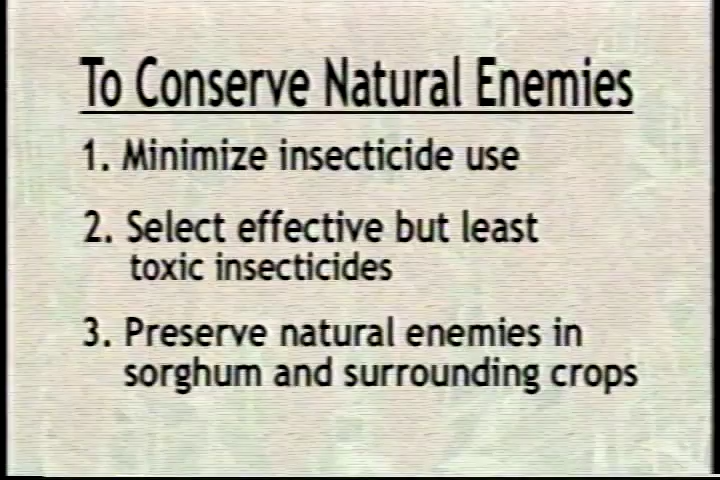 To Conserve Natural Enemies
1. Minimize insecticide use
2. Select effective but least
toxic insecticides
3. Preserve natural enemies in
sorghum and surrounding crops